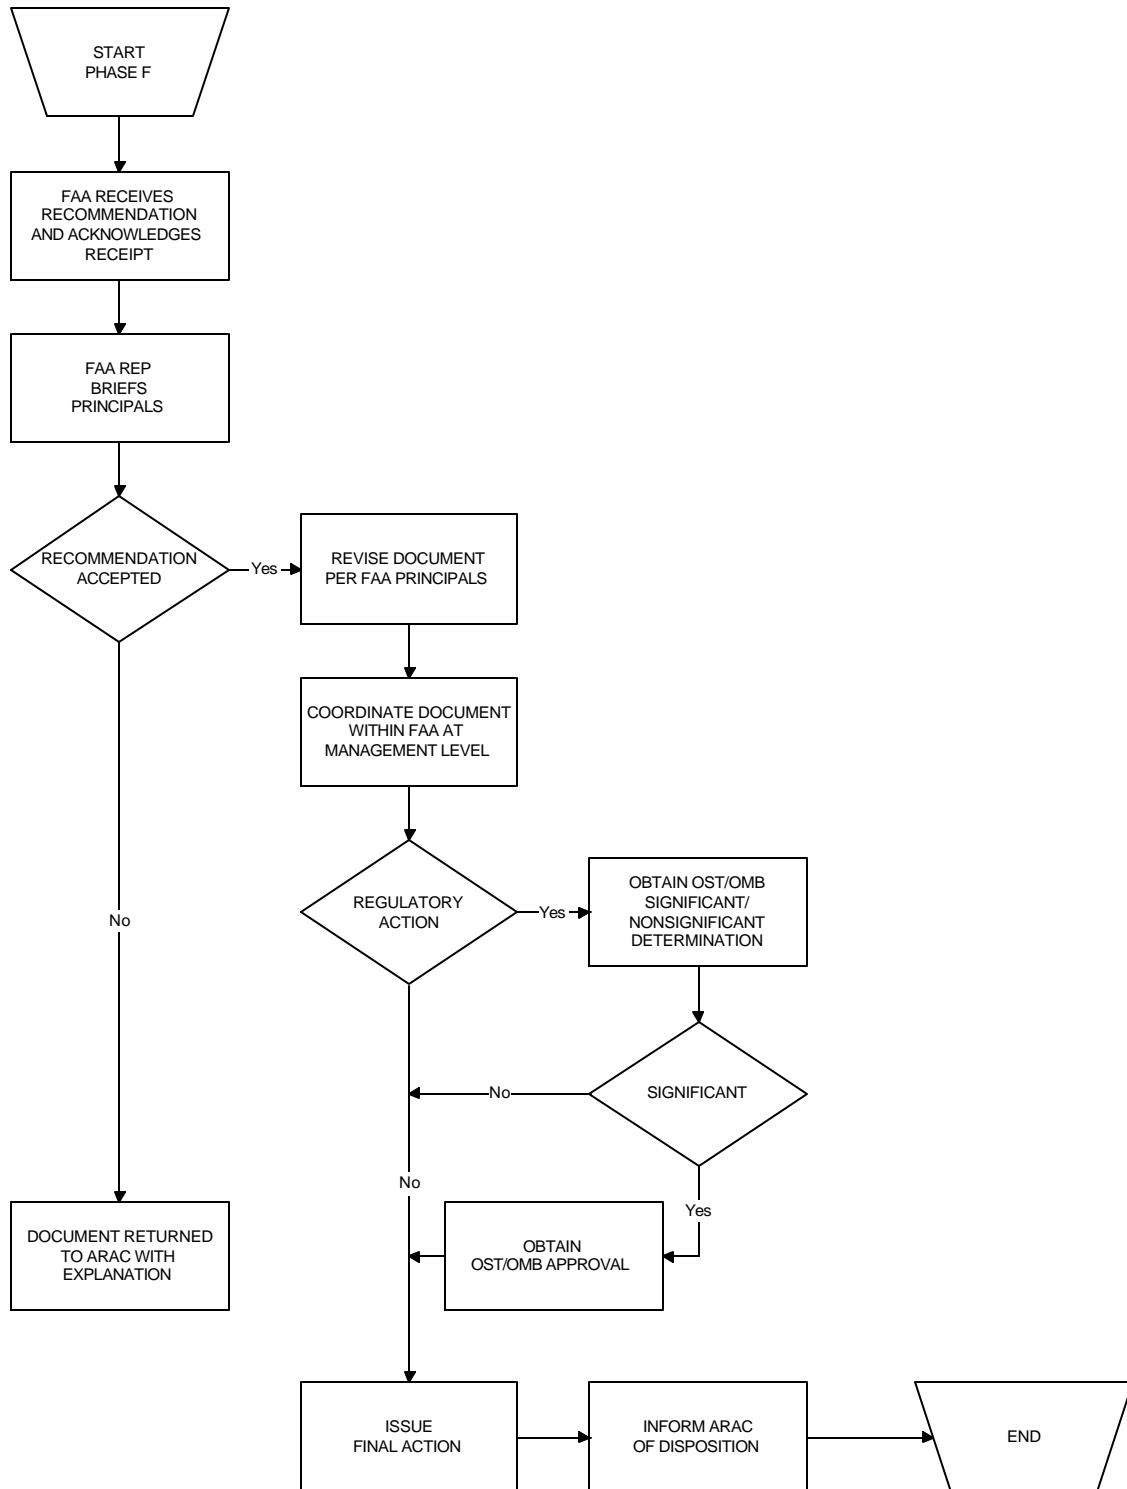 START
PHASE F
FAA RECEIVES
RECOMMENDATION
AND ACKNOWLEDGES
RECEIPT
FAA REP
BRIEFS
PRINCIPALS
RECOMMENDATION
ACCEPTED
Yes
REVISE DOCUMENT
PER FAA PRINCIPALS
COORDINATE DOCUMENT
WITHIN FAA AT
MANAGEMENT LEVEL
REGULATORY
ACTION
Yes
OBTAIN OST/OMB
SIGNIFICANT/
NONSIGNIFICANT
DETERMINATION
No
SIGNIFICANT
No
No
Yes
DOCUMENT RETURNED
TO ARAC WITH
EXPLANATION
OBTAIN
OST/OMB APPROVAL
ISSUE
FINAL ACTION
INFORM ARAC
OF DISPOSITION
END